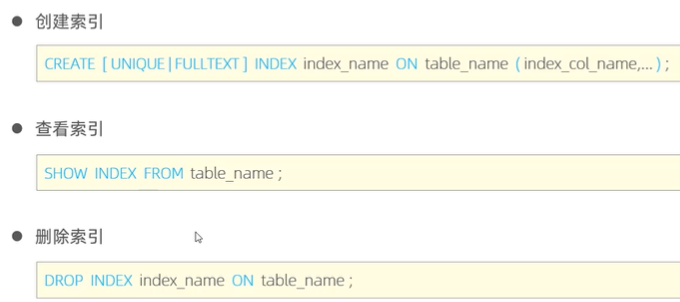 创建索引
CREATE [ UNIQUE | FULLTEXT ] INDEX index_name ON table_name ( index_col_name,... ) ;
查看索引
SHOW INDEX FROM table_name ;
删除索引
DROP INDEX index_name ON table_name ;